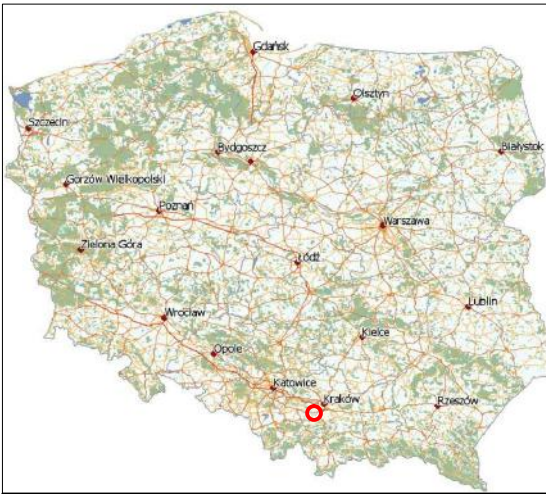 Gdańsk
Olsztyn
Szczecin
Bydgoszcz
Białystok
Gorzów Wielkopolski
Poznań
Warszawa
Zielona Góra
Łódź
Wrocław
Lublin
Kielce
Opole
Katowice
Kraków
Rzeszów